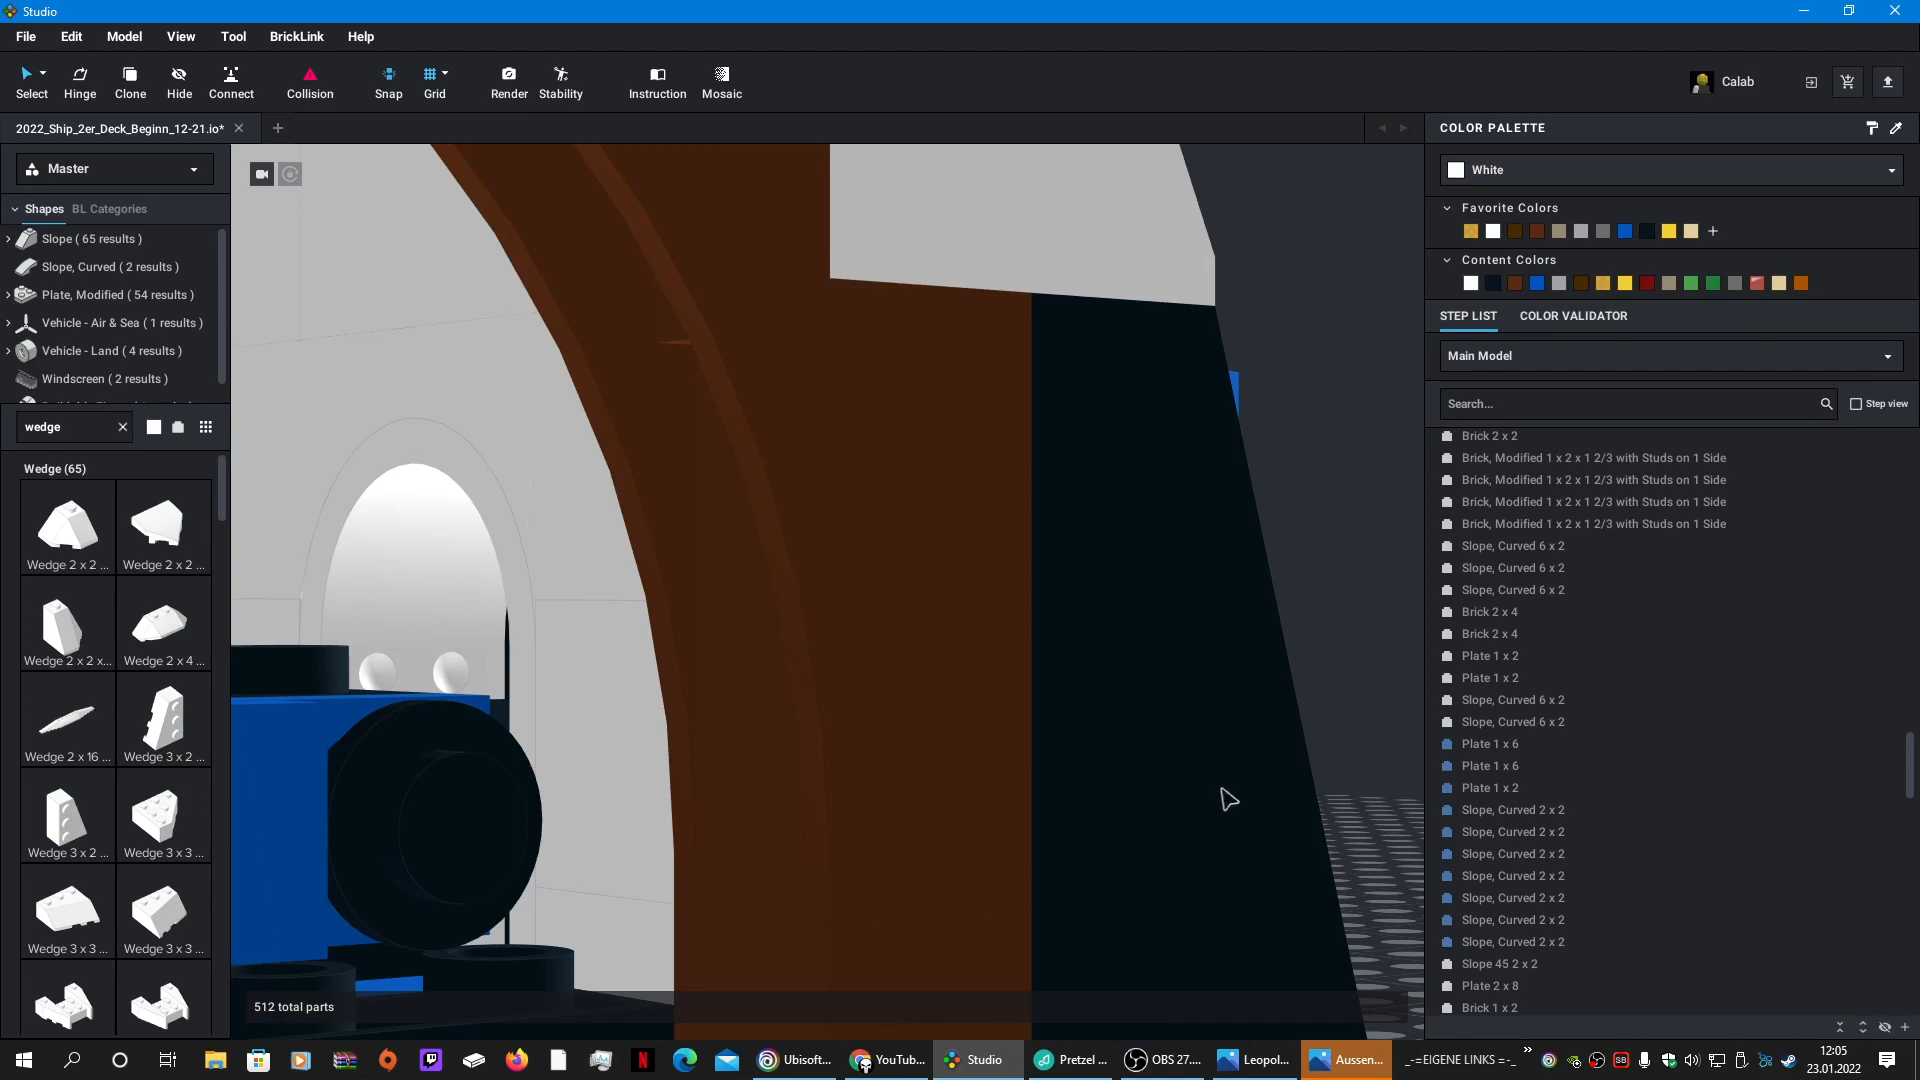 Studio
File Edit Model View Tool BrickLink Help
Select Hinge Clone Hide Connect Collision Snap Grid Render Stability Instruction Mosaic Calab
2022_Ship_2er_Deck_Beginn_12-21.io*
Master
Shapes BL Categories
Slope ( 65 results )
Slope, Curved ( 2 results )
Plate, Modified ( 54 results )
Vehicle - Air & Sea ( 1 results )
Vehicle - Land ( 4 results )
Windscreen ( 2 results )
wedge
Wedge (65)
Wedge 2 x 2 ... Wedge 2 x 2 ...
Wedge 2 x 2 x... Wedge 2 x 4 ...
Wedge 2 x 16 ... Wedge 3 x 2 ...
Wedge 3 x 2 ... Wedge 3 x 3 ...
Wedge 3 x 3 ... Wedge 3 x 3 ...
512 total parts
COLOR PALETTE
White
Favorite Colors
Content Colors
STEP LIST COLOR VALIDATOR
Main Model
Search... Step view
Brick 2 x 2
Brick, Modified 1 x 2 x 1 2/3 with Studs on 1 Side
Brick, Modified 1 x 2 x 1 2/3 with Studs on 1 Side
Brick, Modified 1 x 2 x 1 2/3 with Studs on 1 Side
Brick, Modified 1 x 2 x 1 2/3 with Studs on 1 Side
Slope, Curved 6 x 2
Slope, Curved 6 x 2
Slope, Curved 6 x 2
Brick 2 x 4
Brick 2 x 4
Plate 1 x 2
Plate 1 x 2
Slope, Curved 6 x 2
Slope, Curved 6 x 2
Plate 1 x 6
Plate 1 x 6
Plate 1 x 2
Slope, Curved 2 x 2
Slope, Curved 2 x 2
Slope, Curved 2 x 2
Slope, Curved 2 x 2
Slope, Curved 2 x 2
Slope, Curved 2 x 2
Slope, Curved 2 x 2
Slope 45 2 x 2
Plate 2 x 8
Brick 1 x 2
Ubisoft... YouTub... Studio Pretzel ... OBS 27.... Leopol... Aussen... _-=EIGENE LINKS =-_ » SB 12:05
23.01.2022